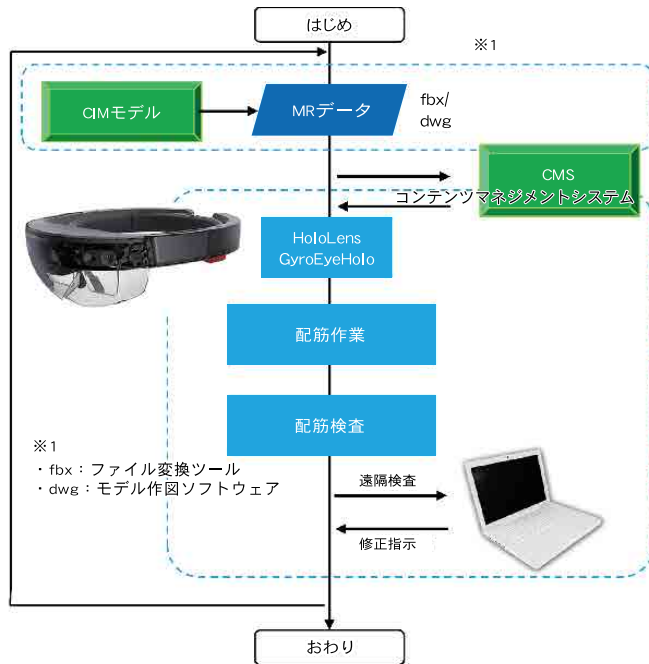 はじめ
※1
CIMモデル
MRデータ
fbx/
dwg
CMS
コンテンツマネジメントシステム
HoloLens
GyroEyeHolo
配筋作業
配筋検査
※1
・fbx：ファイル変換ツール
・dwg：モデル作図ソフトウェア
遠隔検査
修正指示
おわり